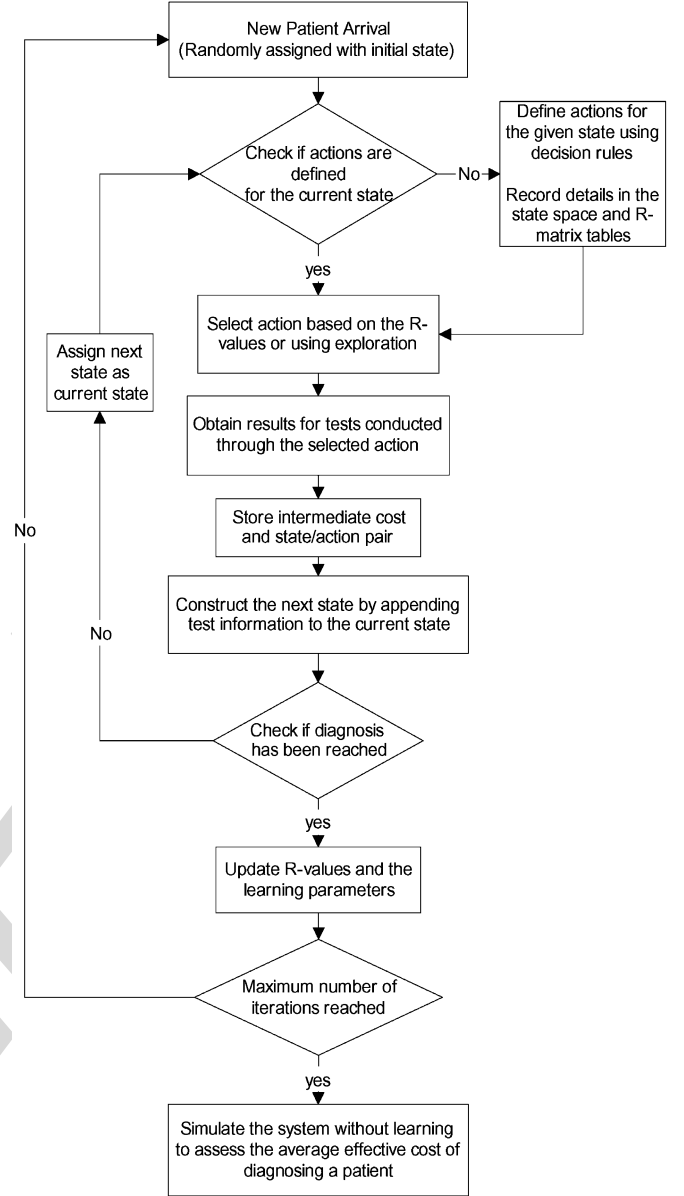 New Patient Arrival
(Randomly assigned with initial state)
Check if actions are
defined
for the current state
No
Define actions for
the given state using
decision rules
Record details in the
state space and R-
matrix tables
yes
Select action based on the R-
values or using exploration
Assign next
state as
current state
Obtain results for tests conducted
through the selected action
Store intermediate cost
and state/action pair
No
Construct the next state by appending
test information to the current state
No
Check if diagnosis
has been reached
yes
Update R-values and the
learning parameters
Maximum number of
iterations reached
yes
Simulate the system without learning
to assess the average effective cost of
diagnosing a patient